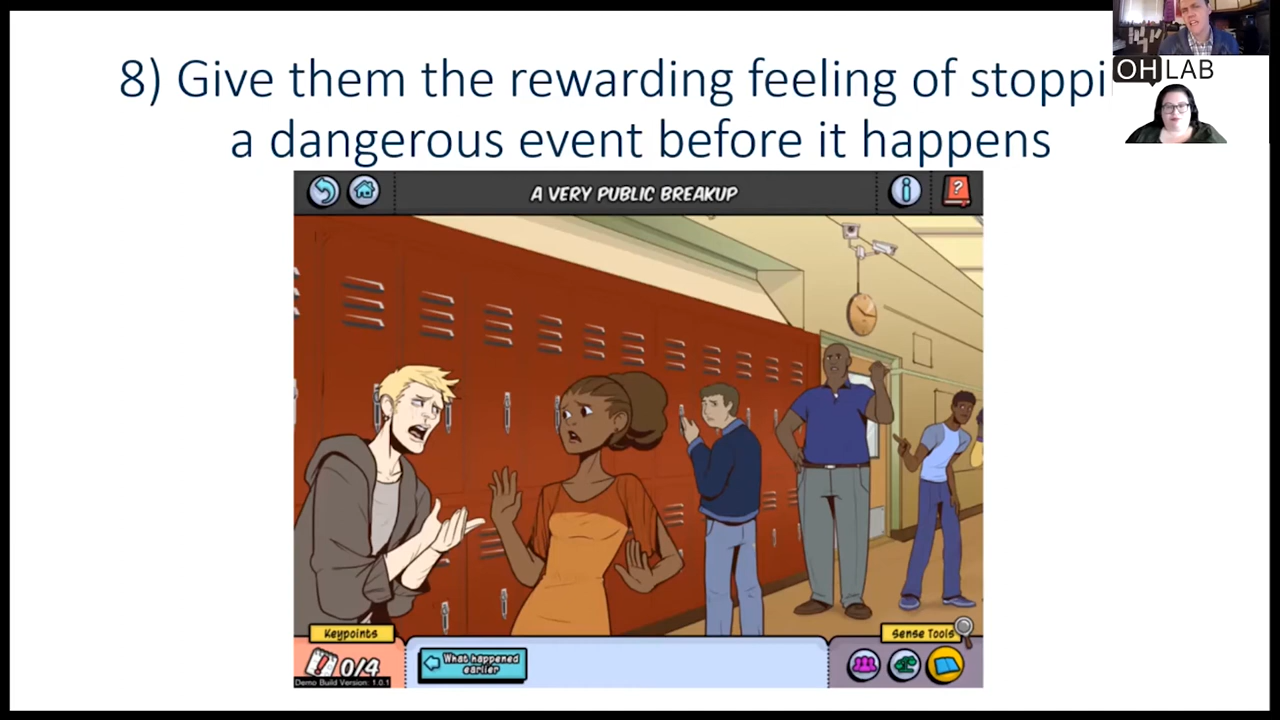 8) Give them the rewarding feeling of stoppi
a dangerous event before it happens
OHLAB
A VERY PUBLIC BREAKUP
?
Keypoints
0/4
Demo Build Version: 1.0.1
What happened
earlier
Sense Tools